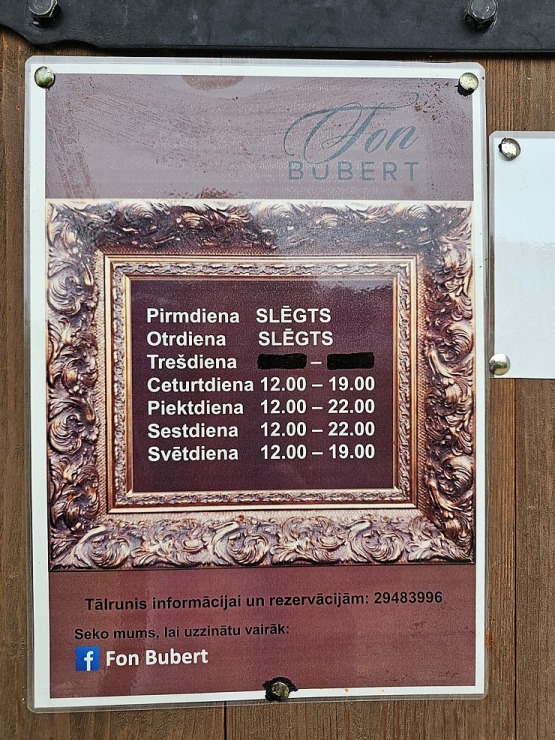 Fon
BUBERT
Pirmdiena SLĒGTS
Otrdiena SLĒGTS
Trešdiena –
Ceturtdiena 12.00 – 19.00
Piektdiena 12.00 – 22.00
Sestdiena 12.00 – 22.00
Svētdiena 12.00 – 19.00
Tālrunis informācijai un rezervācijām: 29483996
Seko mums, lai uzzinātu vairāk:
f Fon Bubert